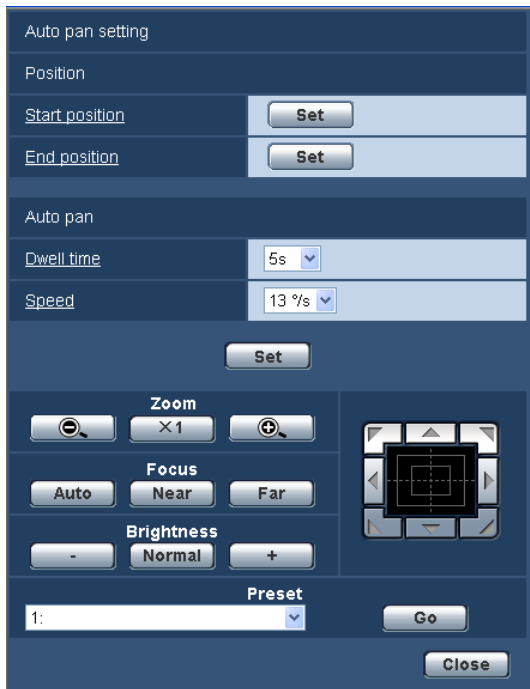 Auto pan setting
Position
Start position Set
End position Set
Auto pan
Dwell time 5s
Speed 13 °/s
Set
Zoom
×1
Focus
Auto Near Far
Brightness
- Normal +
Preset
1: Go
Close